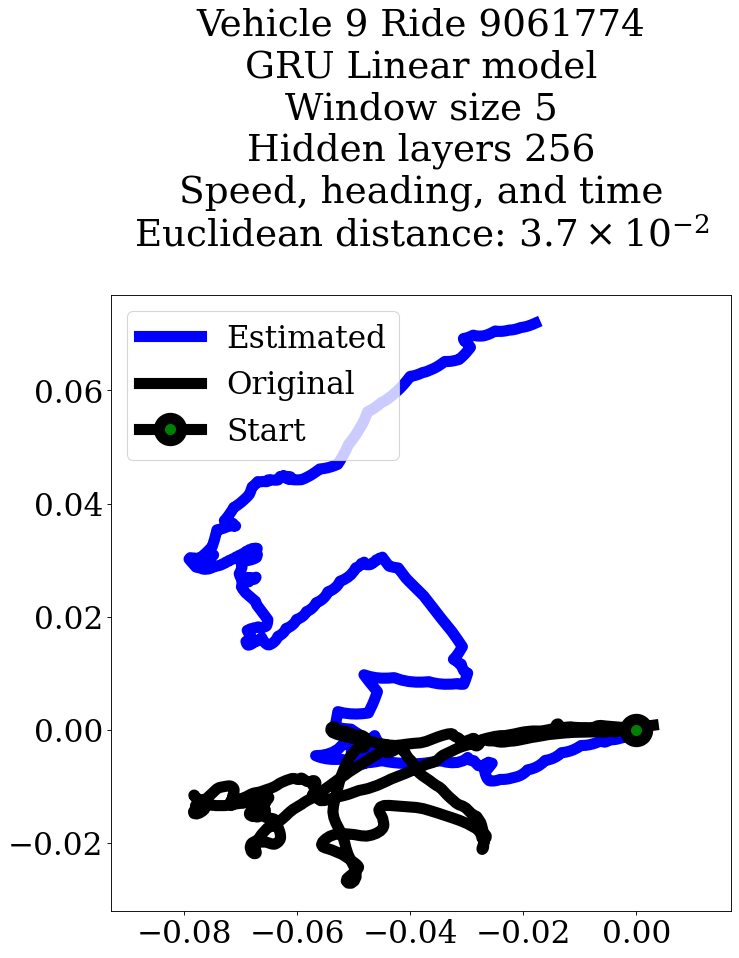 Vehicle 9 Ride 9061774
GRU Linear model
Window size 5
Hidden layers 256
Speed, heading, and time
Euclidean distance: 3.7 × 10⁻²
Estimated
Original
Start
0.06
0.04
0.02
0.00
−0.02
−0.08 −0.06 −0.04 −0.02 0.00